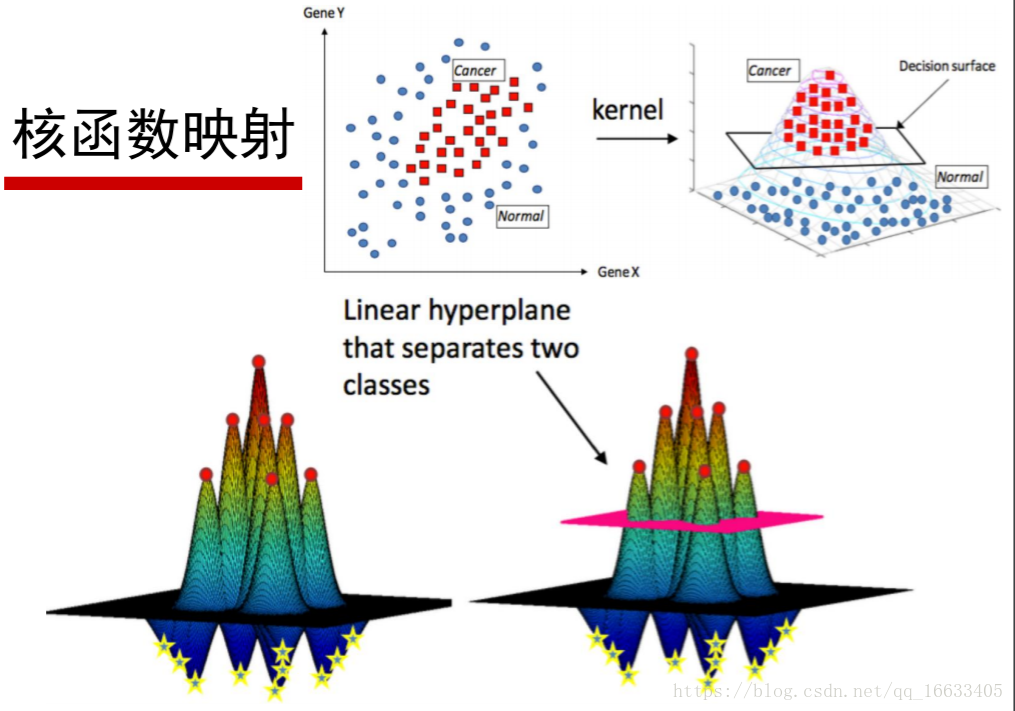 核函数映射
Gene Y
Cancer
Normal
Gene X
kernel
Cancer
Decision surface
Normal
Linear hyperplane
that separates two
classes
https://blog.csdn.net/qq_16633405